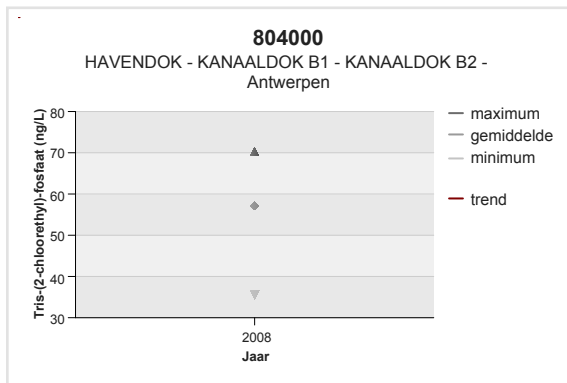 804000
HAVENDOK - KANAALDOK B1 - KANAALDOK B2 -
Antwerpen
Tris-(2-chloorethyl)-fosfaat (ng/L)
80
70
60
50
40
30
2008
Jaar
maximum
gemiddelde
minimum
trend